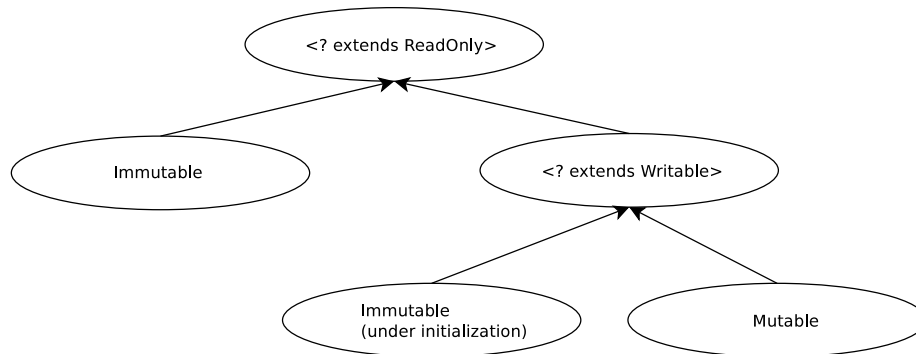 <? extends ReadOnly>
Immutable
<? extends Writable>
Immutable
(under initialization)
Mutable